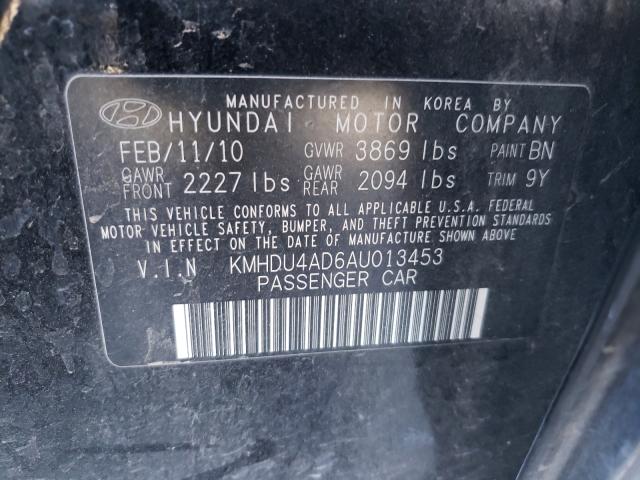 MANUFACTURED IN KOREA BY
HYUNDAI MOTOR COMPANY
FEB/11/10 GVWR 3869 lbs PAINT BN
GAWR FRONT 2227 lbs GAWR REAR 2094 lbs TRIM 9Y
THIS VEHICLE CONFORMS TO ALL APPLICABLE U.S.A. FEDERAL
MOTOR VEHICLE SAFETY, BUMPER, AND THEFT PREVENTION STANDARDS
IN EFFECT ON THE DATE OF MANUFACTURE SHOWN ABOVE.
V.I.N KMHDU4AD6AU013453
PASSENGER CAR